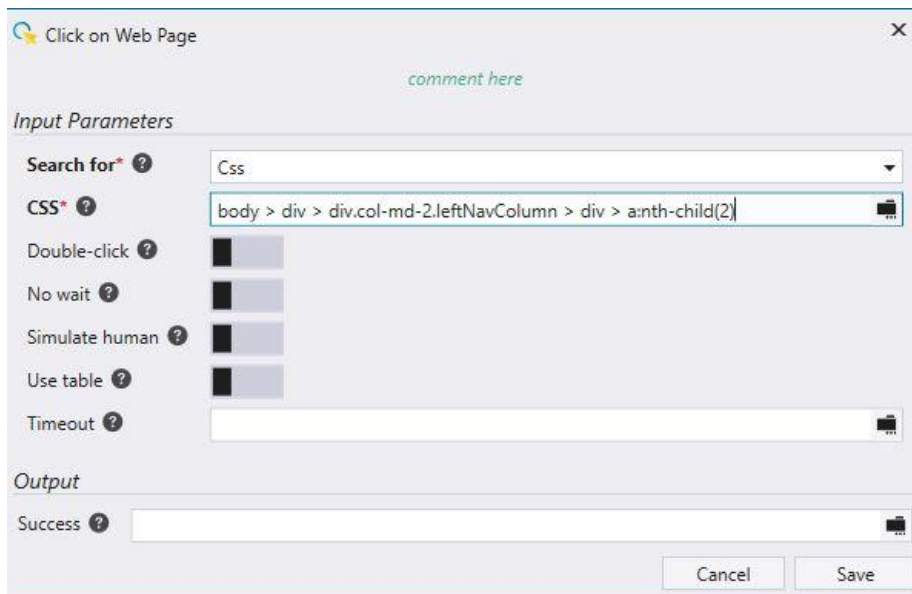 Click on Web Page
comment here
Input Parameters
Search for* ?
Css
CSS* ?
body > div > div.col-md-2.leftNavColumn > div > a:nth-child(2)
Double-click ?
No wait ?
Simulate human ?
Use table ?
Timeout ?
Output
Success ?
Cancel Save